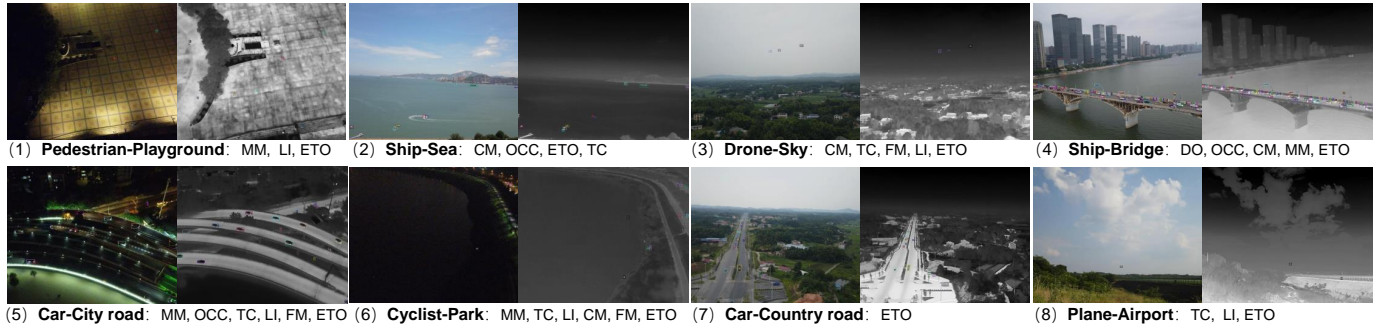 (1) Pedestrian-Playground: MM, LI, ETO
(2) Ship-Sea: CM, OCC, ETO, TC
(3) Drone-Sky: CM, TC, FM, LI, ETO
(4) Ship-Bridge: DO, OCC, CM, MM, ETO
(5) Car-City road: MM, OCC, TC, LI, FM, ETO
(6) Cyclist-Park: MM, TC, LI, CM, FM, ETO
(7) Car-Country road: ETO
(8) Plane-Airport: TC, LI, ETO